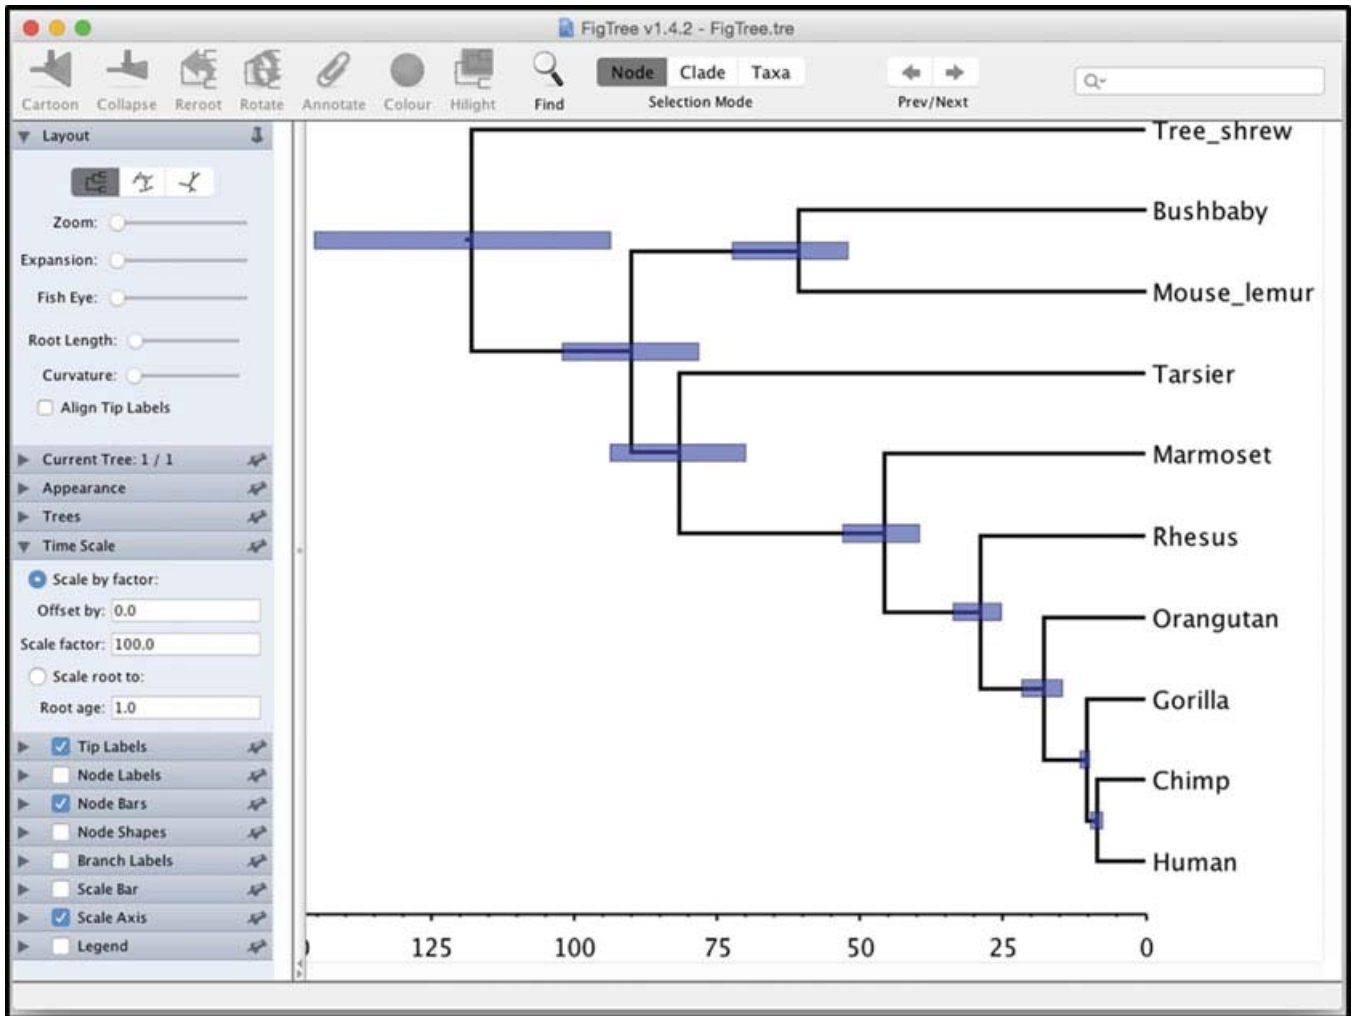 FigTree v1.4.2 - FigTree.tre
Cartoon Collapse Reroot Rotate Annotate Colour Hilight Find
Node Clade Taxa
Selection Mode
Prev/Next
Layout
Zoom:
Expansion:
Fish Eye:
Root Length:
Curvature:
Align Tip Labels
Current Tree: 1 / 1
Appearance
Trees
Time Scale
Scale by factor:
Offset by: 0.0
Scale factor: 100.0
Scale root to:
Root age: 1.0
Tip Labels
Node Labels
Node Bars
Node Shapes
Branch Labels
Scale Bar
Scale Axis
Legend
Tree_shrew
Bushbaby
Mouse_lemur
Tarsier
Marmoset
Rhesus
Orangutan
Gorilla
Chimp
Human
125 100 75 50 25 0